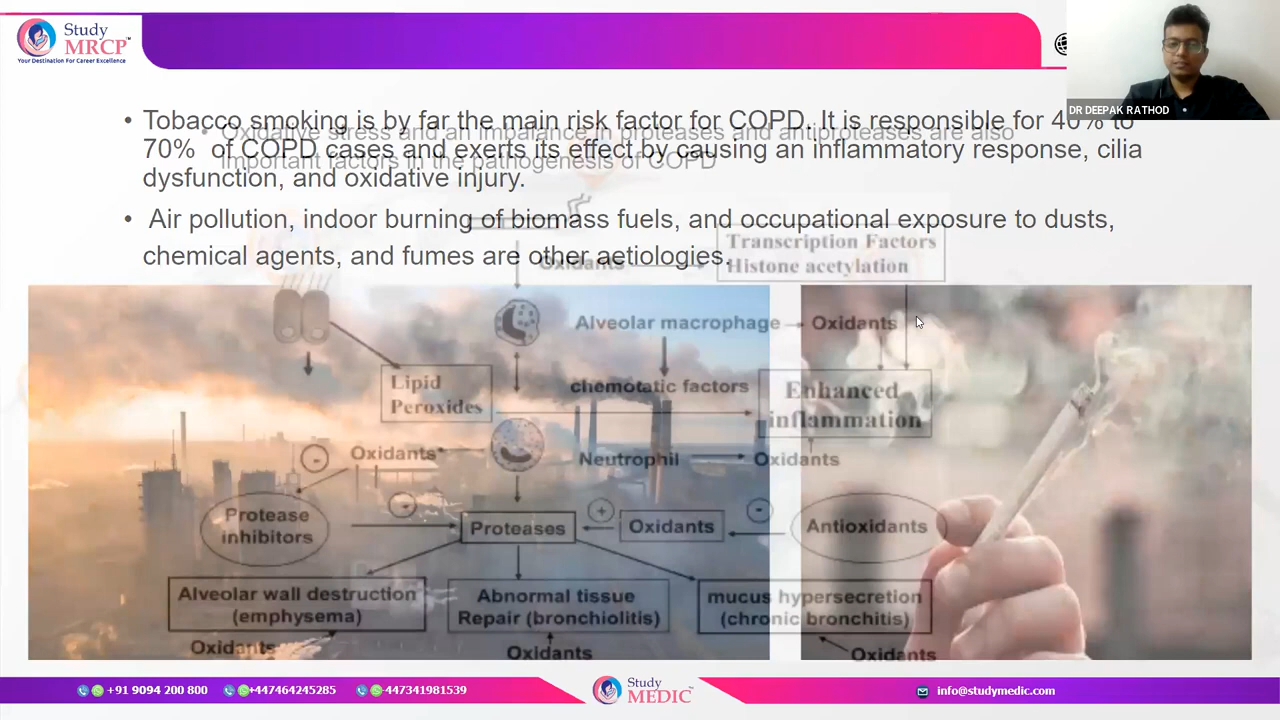 Study
MRCP™
Your Destination For Career Excellence
DR DEEPAK RATHOD
• Tobacco smoking is by far the main risk factor for COPD. It is responsible for 40% to
70% of COPD cases and exerts its effect by causing an inflammatory response, cilia
dysfunction, and oxidative injury.
• Oxidative stress and an imbalance in proteases and antiproteases are also
important factors in the pathogenesis of COPD
• Air pollution, indoor burning of biomass fuels, and occupational exposure to dusts,
chemical agents, and fumes are other aetiologies.
Oxidants
Transcription Factors
Histone acetylation
Alveolar macrophage
Oxidants
Lipid
Peroxides
chemotatic factors
Enhanced
inflammation
Oxidants
Neutrophil
Oxidants
-
-
+
-
Protease
inhibitors
Proteases
Oxidants
Antioxidants
Alveolar wall destruction
(emphysema)
Abnormal tissue
Repair (bronchiolitis)
mucus hypersecretion
(chronic bronchitis)
Oxidants
Oxidants
Oxidants
+91 9094 200 800
+447464245285
+447341981539
Study
MEDIC™
info@studymedic.com